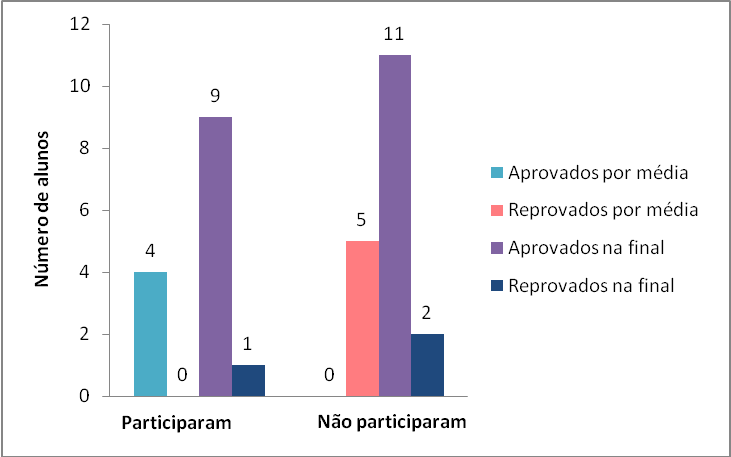 12
10
8
6
4
2
0
Número de alunos
4
0
9
1
0
5
11
2
Participaram
Não participaram
Aprovados por média
Reprovados por média
Aprovados na final
Reprovados na final